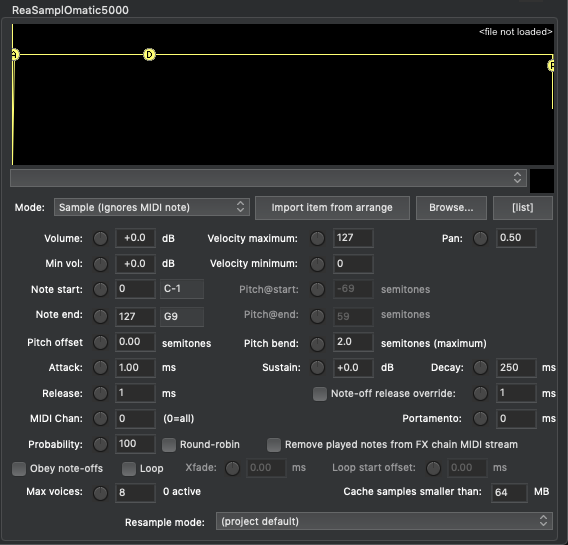 ReaSamplOmatic5000
<file not loaded>
A D R
Mode: Sample (Ignores MIDI note) Import item from arrange Browse... [list]
Volume: +0.0 dB Velocity maximum: 127 Pan: 0.50
Min vol: +0.0 dB Velocity minimum: 0
Note start: 0 C-1 Pitch@start: -69 semitones
Note end: 127 G9 Pitch@end: 59 semitones
Pitch offset 0.00 semitones Pitch bend: 2.0 semitones (maximum)
Attack: 1.00 ms Sustain: +0.0 dB Decay: 250 ms
Release: 1 ms Note-off release override: 1 ms
MIDI Chan: 0 (0=all) Portamento: 0 ms
Probability: 100 Round-robin Remove played notes from FX chain MIDI stream
Obey note-offs Loop Xfade: 0.00 ms Loop start offset: 0.00 ms
Max voices: 8 0 active Cache samples smaller than: 64 MB
Resample mode: (project default)